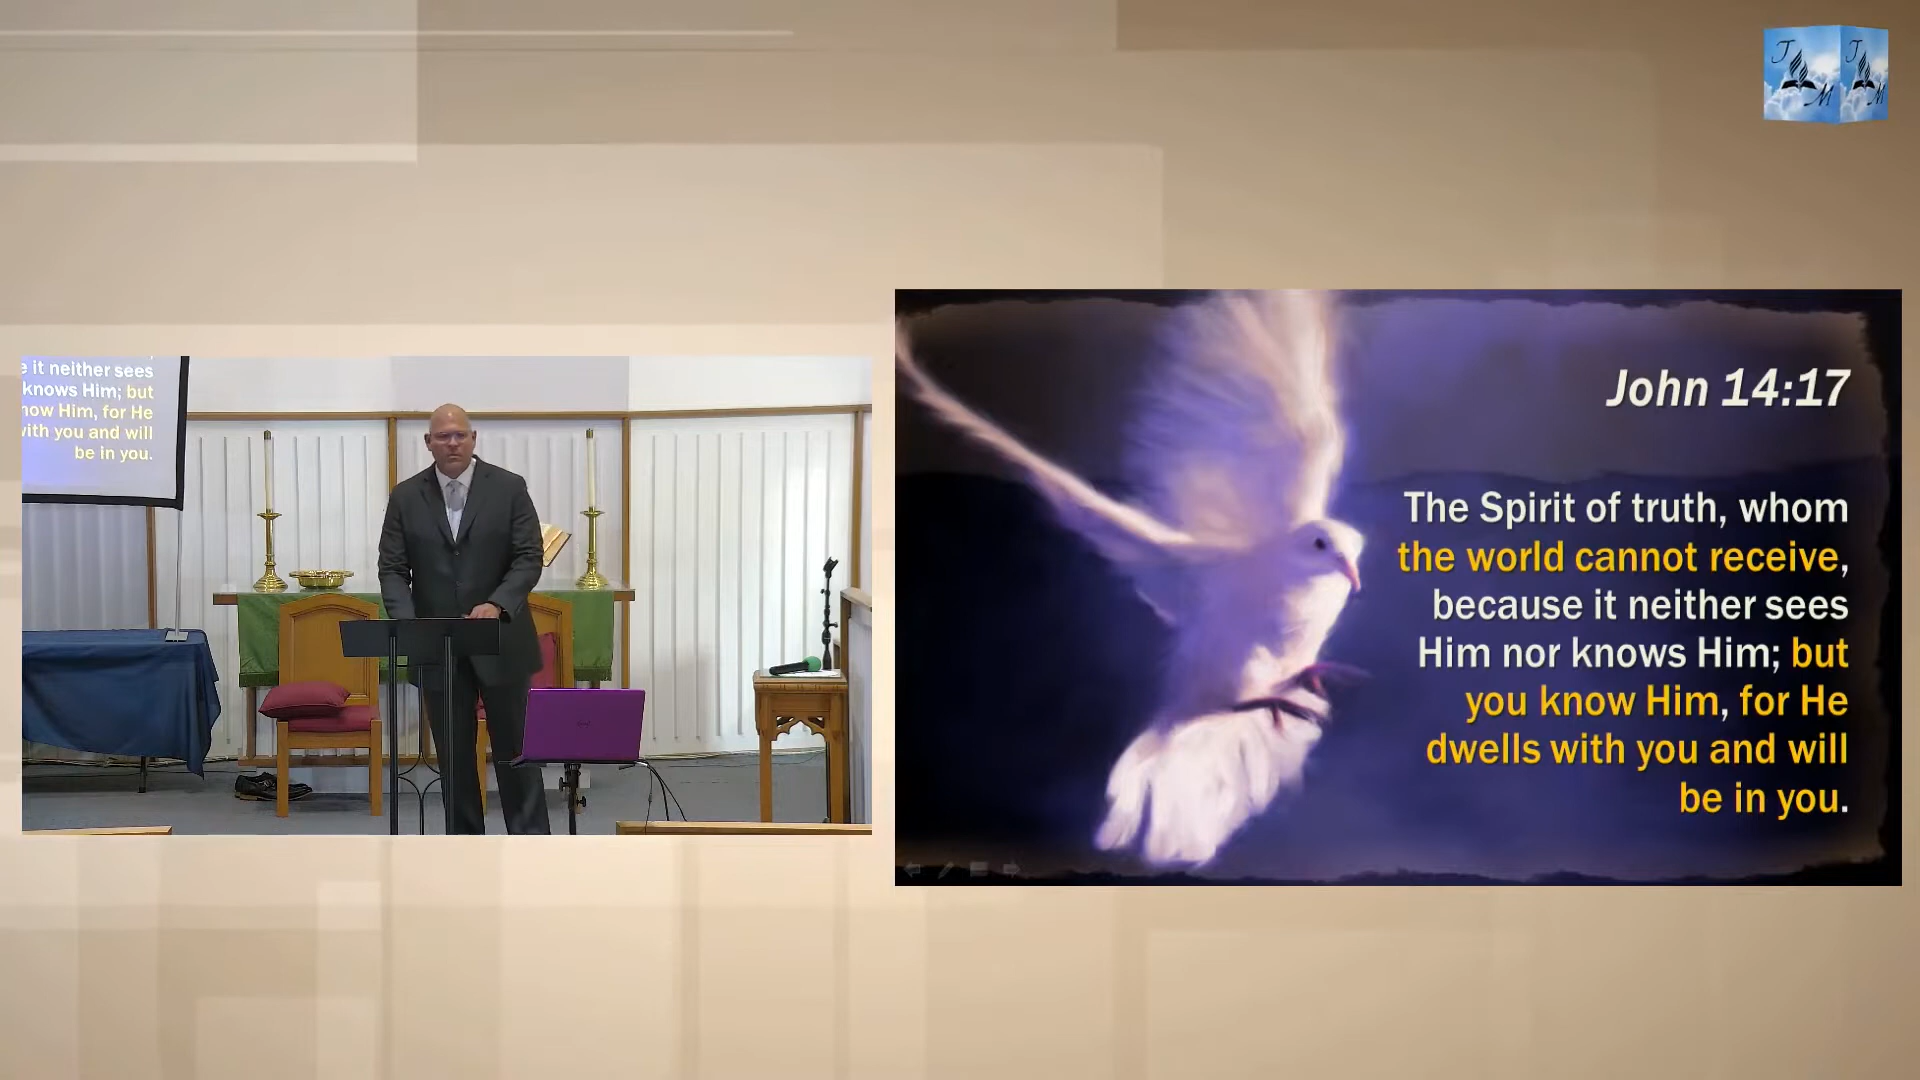 J M J M
e it neither sees
knows Him; but
now Him, for He
with you and will
be in you.
John 14:17
The Spirit of truth, whom
the world cannot receive,
because it neither sees
Him nor knows Him; but
you know Him, for He
dwells with you and will
be in you.